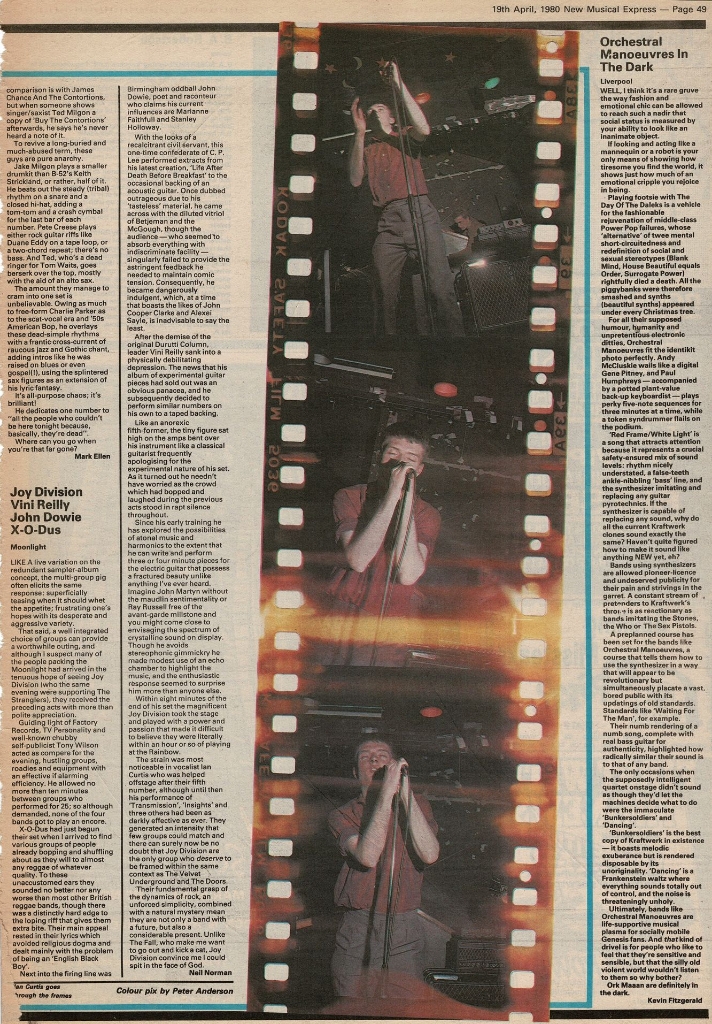 19th April, 1980 New Musical Express — Page 49
comparison is with James
Chance And The Contortions,
but when someone shows
singer/saxist Ted Milgon a
copy of 'Buy The Contortions'
afterwards, he says he's never
heard a note of it.
To revive a long-buried and
much-abused term, these
guys are pure anarchy.
Jake Milgon plays a smaller
drumkit than B-52's Keith
Strickland, or rather, half of it.
He beats out the steady (tribal)
rhythm on a snare and a
closed hi-hat, adding a
tom-tom and a crash cymbal
for the last bar of each
number. Pete Creese plays
either rock guitar riffs like
Duane Eddy on a tape loop, or
a two-chord repeat; there's no
bass. And Ted, who's a dead
ringer for Tom Waits, goes
berserk over the top, mostly
with the aid of an alto sax.
The amount they manage to
cram into one set is
unbelievable. Owing as much
to free-form Charlie Parker as
to the scat-vocal era and '50s
American Bop, he overlays
these dead-simple rhythms
with a frantic cross-current of
raucous jazz and Gothic chant,
adding intros like he was
raised on blues or even
gospel(!), using the splintered
sax figures as an extension of
his lyric fantasy.
It's all-purpose chaos; it's
brilliant!
He dedicates one number to
"all the people who couldn't
be here tonight because,
basically, they're dead"
Where can you go when
you're that far gone?
Mark Ellen
Joy Division
Vini Reilly
John Dowie
X-O-Dus
Moonlight
LIKE A live variation on the
redundant sampler-album
concept, the multi-group gig
often elicits the same
response: superficially
teasing when it should whet
the appetite; frustrating one's
hopes with its desperate and
aggressive variety.
That said, a well integrated
choice of groups can provide
a worthwhile outing, and
although I suspect many of
the people packing the
Moonlight had arrived in the
tenuous hope of seeing Joy
Division (who the same
evening were supporting The
Stranglers), they received the
preceding acts with more than
polite appreciation.
Guiding light of Factory
Records, TV Personality and
well-known chubby
self-publicist Tony Wilson
acted as compere for the
evening, hustling groups,
roadies and equipment with
an effective if alarming
efficiency. He allowed no
more than ten minutes
between groups who
performed for 25; so although
demanded, none of the four
bands got to play an encore.
X-O-Dus had just begun
their set when I arrived to find
various groups of people
already bopping and shuffling
about as they will to almost
any reggae of whatever
quality. To these
unaccustomed ears they
sounded no better nor any
worse than most other British
reggae bands, though there
was a distinctly hard edge to
the loping riff that gives them
extra bite. Their main appeal
rested in their lyrics which
avoided religious dogma and
dealt mainly with the problem
of being an 'English Black
Boy'.
Next into the firing line was
Ian Curtis goes
through the frames
Birmingham oddball John
Dowie, poet and raconteur
who claims his current
influences are Marianne
Faithfull and Stanley
Holloway.
With the looks of a
recalcitrant civil servant, this
one-time confederate of C. P.
Lee performed extracts from
his latest creation, 'Life After
Death Before Breakfast' to the
occasional backing of an
acoustic guitar. Once dubbed
outrageous due to his
'tasteless' material, he came
across with the diluted vitriol
of Betjeman and the
McGough, though the
audience — who seemed to
absorb everything with
indiscriminate facility —
singularly failed to provide the
astringent feedback he
needed to maintain comic
tension. Consequently, he
became dangerously
indulgent, which, at a time
that boasts the likes of John
Cooper Clarke and Alexei
Sayle, is inadvisable to say the
least.
After the demise of the
original Durutti Column,
leader Vini Reilly sank into a
physically debilitating
depression. The news that his
album of experimental guitar
pieces had sold out was an
obvious panacea, and he
subsequently decided to
perform similar numbers on
his own to a taped backing.
Like an anorexic
fifth-former, the tiny figure sat
high on the amps bent over
his instrument like a classical
guitarist frequently
apologising for the
experimental nature of his set.
As it turned out he needn't
have worried as the crowd
which had bopped and
laughed during the previous
acts stood in rapt silence
throughout.
Since his early training he
has explored the possibilities
of atonal music and
harmonics to the extent that
he can write and perform
three or four minute pieces for
the electric guitar that possess
a fractured beauty unlike
anything I've ever heard.
Imagine John Martyn without
the maudlin sentimentality or
Ray Russell free of the
avant-garde millstone and
you might come close to
envisaging the spectrum of
crystalline sound on display.
Though he avoids
stereophonic gimmickry he
made modest use of an echo
chamber to highlight the
music, and the enthusiastic
response seemed to surprise
him more than anyone else.
Within eight minutes of the
end of his set the magnificent
Joy Division took the stage
and played with a power and
passion that made it difficult
to believe they were literally
within an hour or so of playing
at the Rainbow.
The strain was most
noticeable in vocalist Ian
Curtis who was helped
offstage after their fifth
number, although until then
his performance of
'Transmission', 'Insights' and
three others had been as
darkly effective as ever. They
generated an intensity that
few groups could match and
there can surely now be no
doubt that Joy Division are
the only group who deserve to
be framed within the same
context as The Velvet
Underground and The Doors.
Their fundamental grasp of
the dynamics of rock, an
unforced simplicity, combined
with a natural mystery mean
they are not only a band with
a future, but also a
considerable present. Unlike
The Fall, who make me want
to go out and kick a cat, Joy
Division convince me I could
spit in the face of God.
Neil Norman
Colour pix by Peter Anderson
KODAK SAFETY FILM 5036
38A
39
39A
Orchestral
Manoeuvres In
The Dark
Liverpool
WELL, I think it's a rare gruve
the way fashion and
emotional chic can be allowed
to reach such a nadir that
social status is measured by
your ability to look like an
inanimate object.
If looking and acting like a
mannequin or a robot is your
only means of showing how
tiresome you find the world, it
shows just how much of an
emotional cripple you rejoice
in being.
Playing footsie with The
Day Of The Daleks is a vehicle
for the fashionable
rejuvenation of middle-class
Power Pop failures, whose
'alternative' of twee mental
short-circuitedness and
redefinition of social and
sexual stereotypes (Blank
Mind, House Beautiful equals
Order, Surrogate Power)
rightfully died a death. All the
piggybanks were therefore
smashed and synths
(beautiful synths) appeared
under every Christmas tree.
For all their supposed
humour, humanity and
unpretentious electronic
ditties, Orchestral
Manoeuvres fit the identikit
photo perfectly. Andy
McCluskie wails like a digital
Gene Pitney, and Paul
Humphreys — accompanied
by a potted plant-value
back-up keyboardist — plays
perky five-note sequences for
three minutes at a time, while
a token syndrummer flails on
the podium.
'Red Frame/White Light' is
a song that attracts attention
because it represents a crucial
safety-ensured mix of sound
levels: rhythm nicely
understated, a false-teeth
ankle-nibbling 'bass' line, and
the synthesizer imitating and
replacing any guitar
pyrotechnics. If the
synthesizer is capable of
replacing any sound, why do
all the current Kraftwerk
clones sound exactly the
same? Haven't quite figured
how to make it sound like
anything NEW yet, eh?
Bands using synthesizers
are allowed pioneer-licence
and undeserved publicity for
their pain and strivings in the
garret. A constant stream of
pretenders to Kraftwerk's
throne is as reactionary as
bands imitating the Stones,
the Who or The Sex Pistols.
A preplanned course has
been set for the bands like
Orchestral Manoeuvres, a
course that tells them how to
use the synthesizer in a way
that will appear to be
revolutionary but
simultaneously placate a vast,
bored public with its
updatings of old standards.
Standards like 'Waiting For
The Man', for example.
Their numb rendering of a
numb song, complete with
real bass guitar for
authenticity, highlighted how
radically similar their sound is
to that of any band.
The only occasions when
the supposedly intelligent
quartet onstage didn't sound
as though they'd let the
machines decide what to do
were the immaculate
'Bunkersoldiers' and
'Dancing'.
'Bunkersoldiers' is the best
copy of Kraftwerk in existence
— it boasts melodic
exuberance but is rendered
disposable by its
unoriginality. 'Dancing' is a
Frankenstein waltz where
everything sounds totally out
of control, and the noise is
threateningly unholy.
Ultimately, bands like
Orchestral Manoeuvres are
life-supportive musical
plasma for socially mobile
Genesis fans. And that kind of
drivel is for people who like to
feel that they're sensitive and
sensible, but that the silly old
violent world wouldn't listen
to them so why bother?
Ork Maaan are definitely in
the dark.
Kevin Fitzgerald